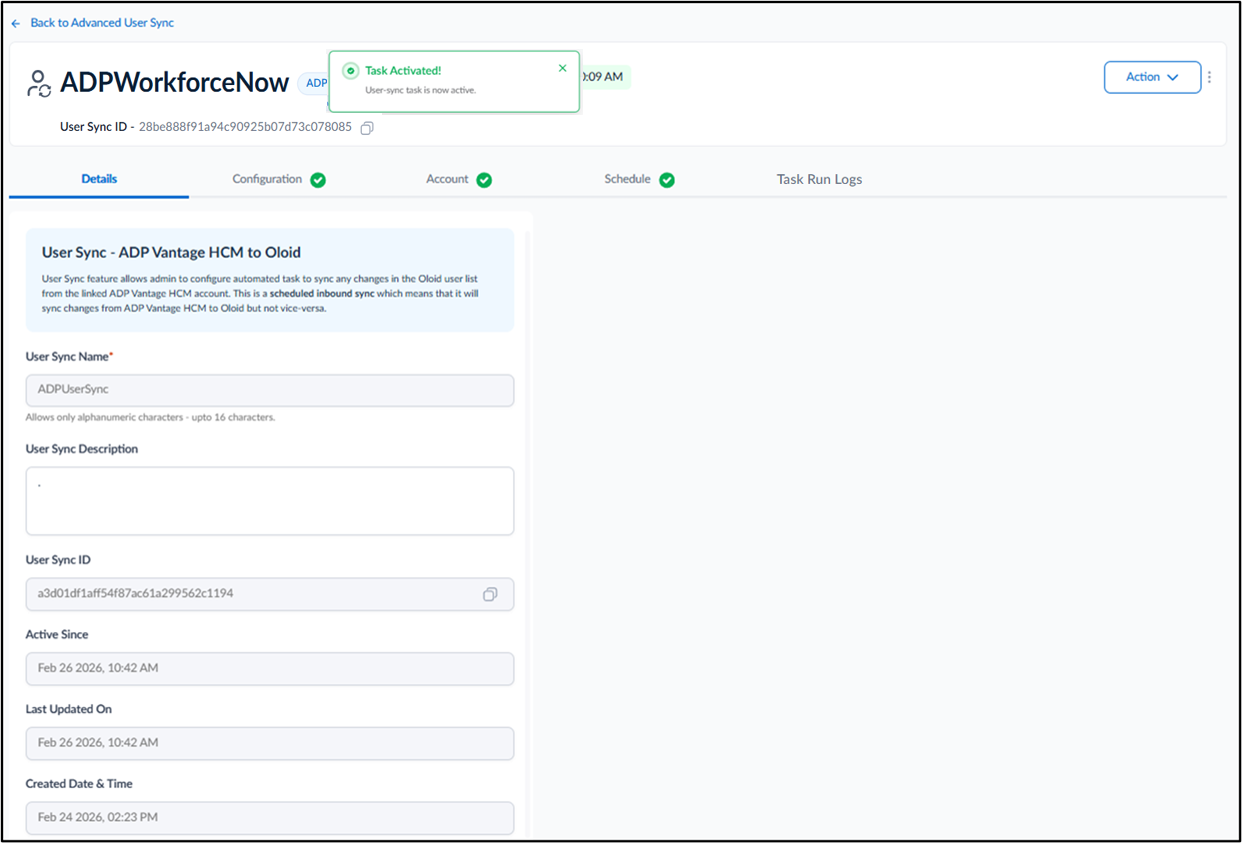 Back to Advanced User Sync
ADPWorkforceNow
ADP
Task Activated!
User-sync task is now active.
:09 AM
Action
User Sync ID - 28be888f91a94c90925b07d73c078085
Details
Configuration
Account
Schedule
Task Run Logs
User Sync - ADP Vantage HCM to Oloid
User Sync feature allows admin to configure automated task to sync any changes in the Oloid user list
from the linked ADP Vantage HCM account. This is a scheduled inbound sync which means that it will
sync changes from ADP Vantage HCM to Oloid but not vice-versa.
User Sync Name*
ADPUserSync
Allows only alphanumeric characters - upto 16 characters.
User Sync Description
.
User Sync ID
a3d01df1aff54f87ac61a299562c1194
Active Since
Feb 26 2026, 10:42 AM
Last Updated On
Feb 26 2026, 10:42 AM
Created Date & Time
Feb 24 2026, 02:23 PM